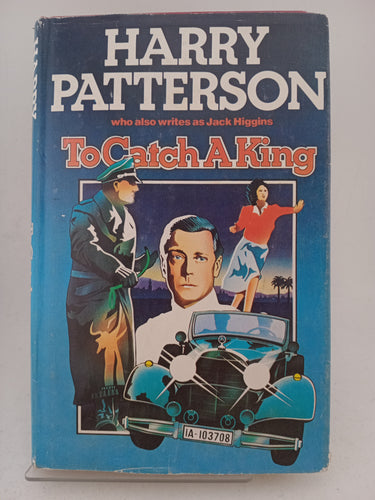 HARRY
PATTERSON
who also writes as Jack Higgins
To Catch A King
IA-103708